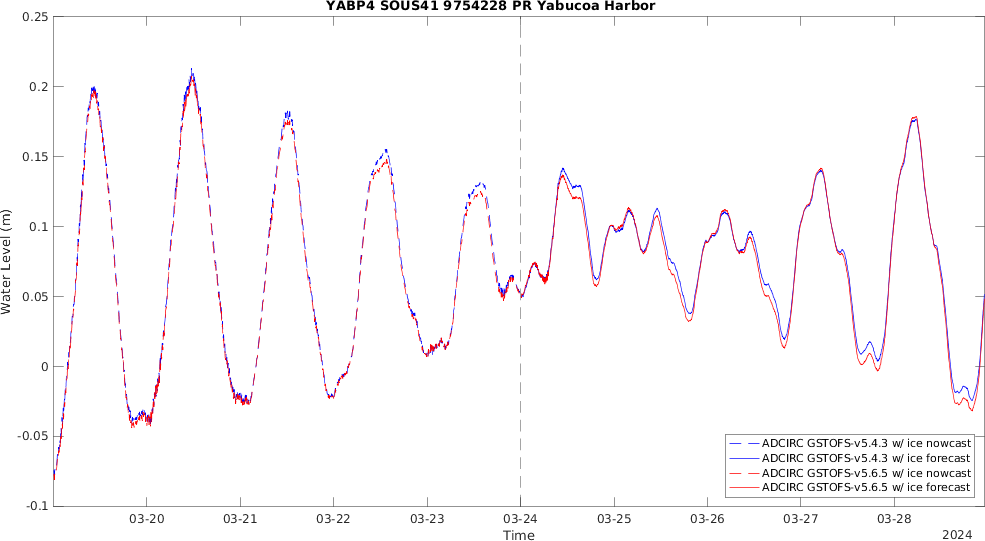 YABP4 SOUS41 9754228 PR Yabucoa Harbor
0.25
0.2
0.15
0.1
0.05
0
-0.05
-0.1
Water Level (m)
03-20 03-21 03-22 03-23 03-24 03-25 03-26 03-27 03-28
Time
2024
ADCIRC GSTOFS-v5.4.3 w/ ice nowcast
ADCIRC GSTOFS-v5.4.3 w/ ice forecast
ADCIRC GSTOFS-v5.6.5 w/ ice nowcast
ADCIRC GSTOFS-v5.6.5 w/ ice forecast